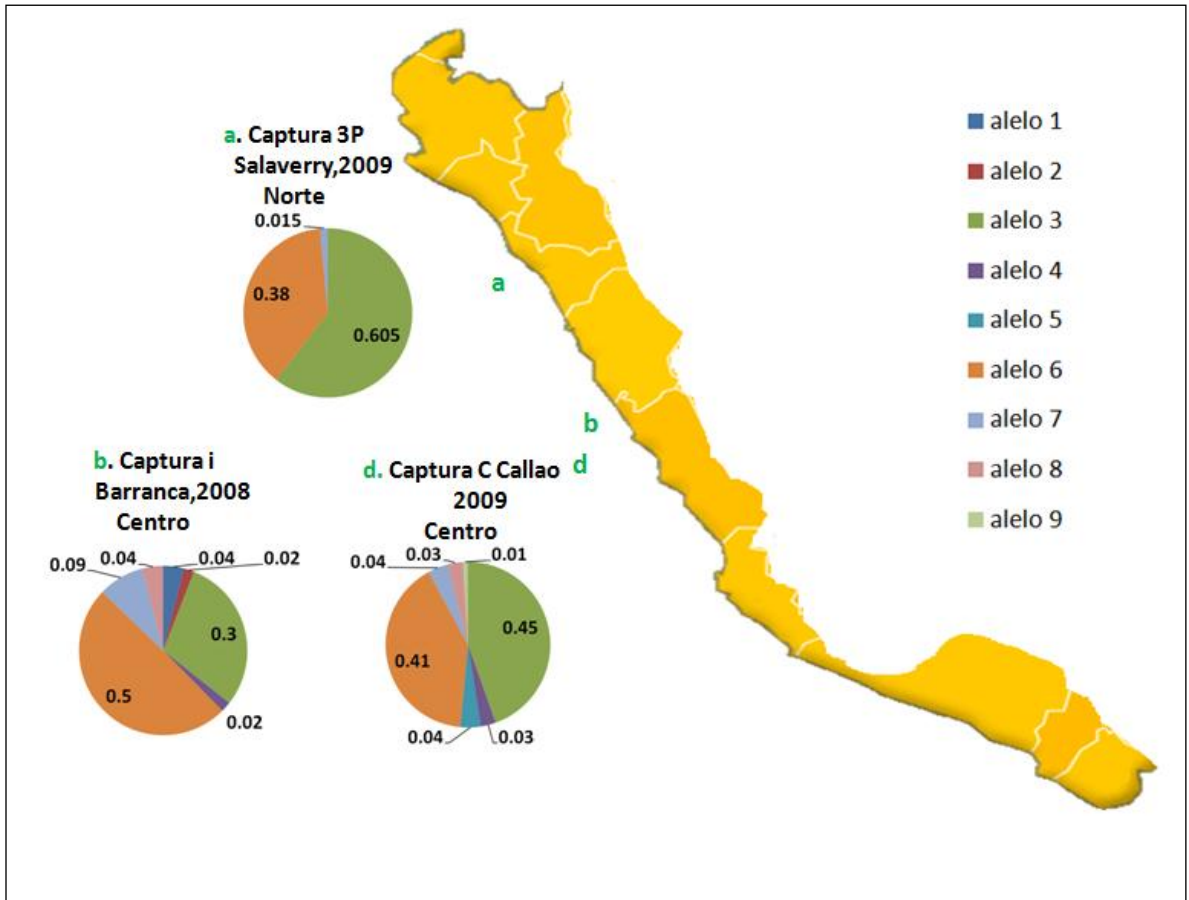 a. Captura 3P
Salaverry,2009
Norte
0.015
0.38
0.605
b. Captura i
Barranca,2008
Centro
0.09
0.04
0.04
0.02
0.3
0.5
0.02
d. Captura C Callao
2009
Centro
0.04
0.03
0.01
0.45
0.41
0.04
0.03
a
b
d
alelo 1
alelo 2
alelo 3
alelo 4
alelo 5
alelo 6
alelo 7
alelo 8
alelo 9